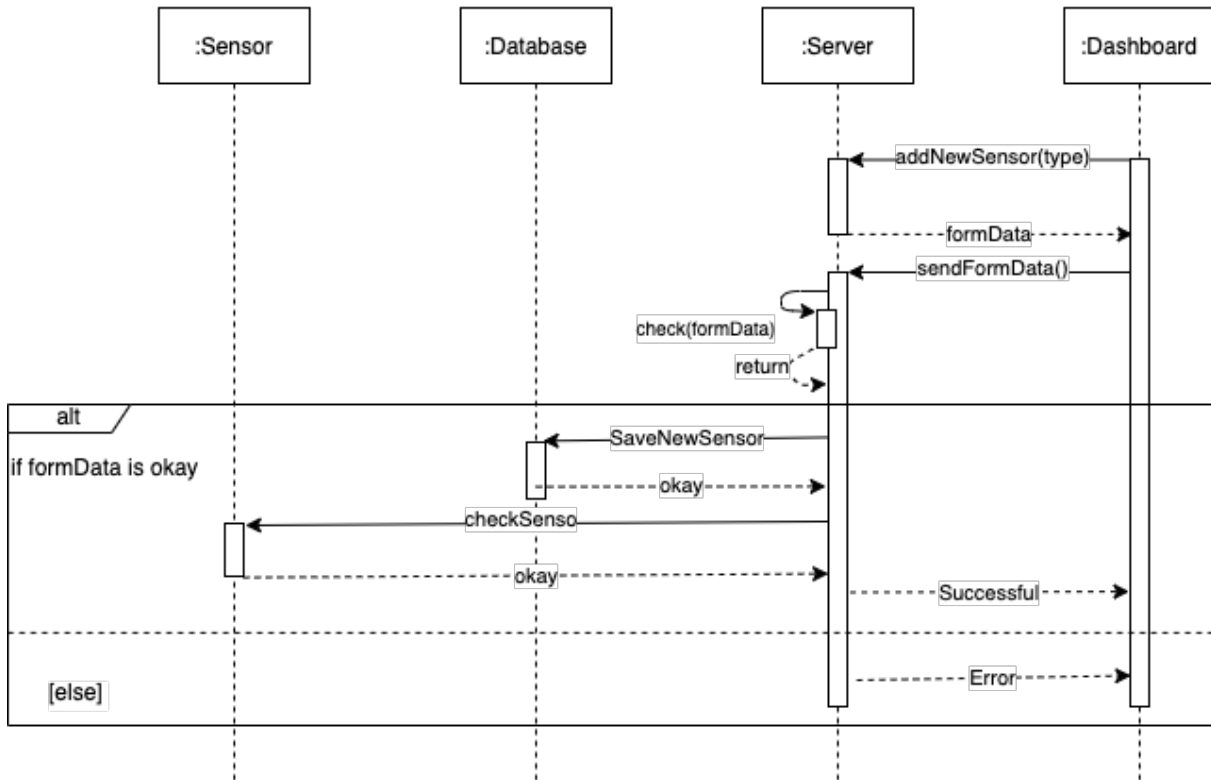 :Sensor
:Database
:Server
:Dashboard
addNewSensor(type)
formData
sendFormData()
check(formData)
return
alt
SaveNewSensor
if formData is okay
okay
checkSenso
okay
Successful
Error
[else]